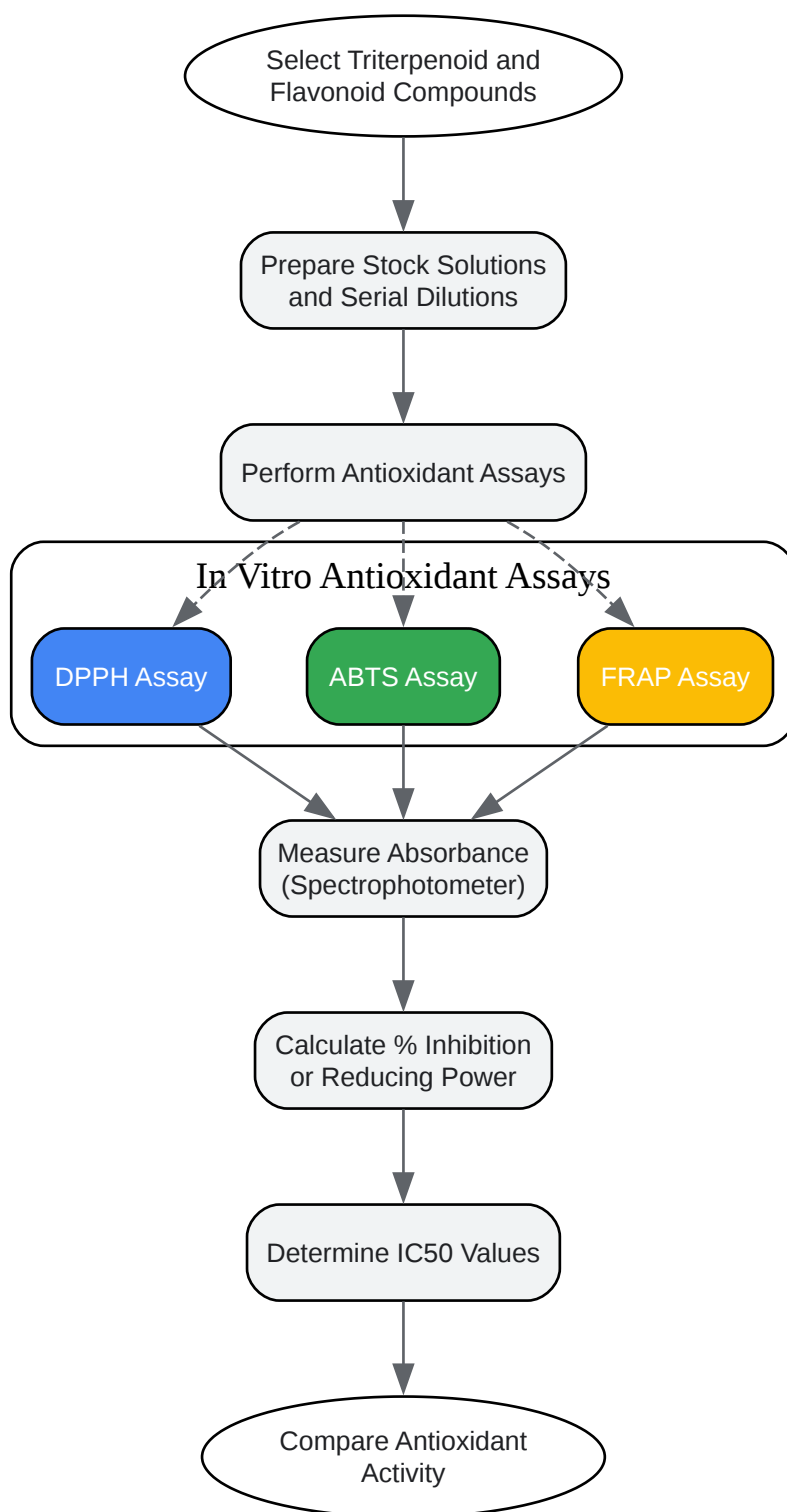 Select Triterpenoid and
Flavonoid Compounds
Prepare Stock Solutions
and Serial Dilutions
Perform Antioxidant Assays
In Vitro Antioxidant Assays
DPPH Assay
ABTS Assay
FRAP Assay
Measure Absorbance
(Spectrophotometer)
Calculate % Inhibition
or Reducing Power
Determine IC50 Values
Compare Antioxidant
Activity